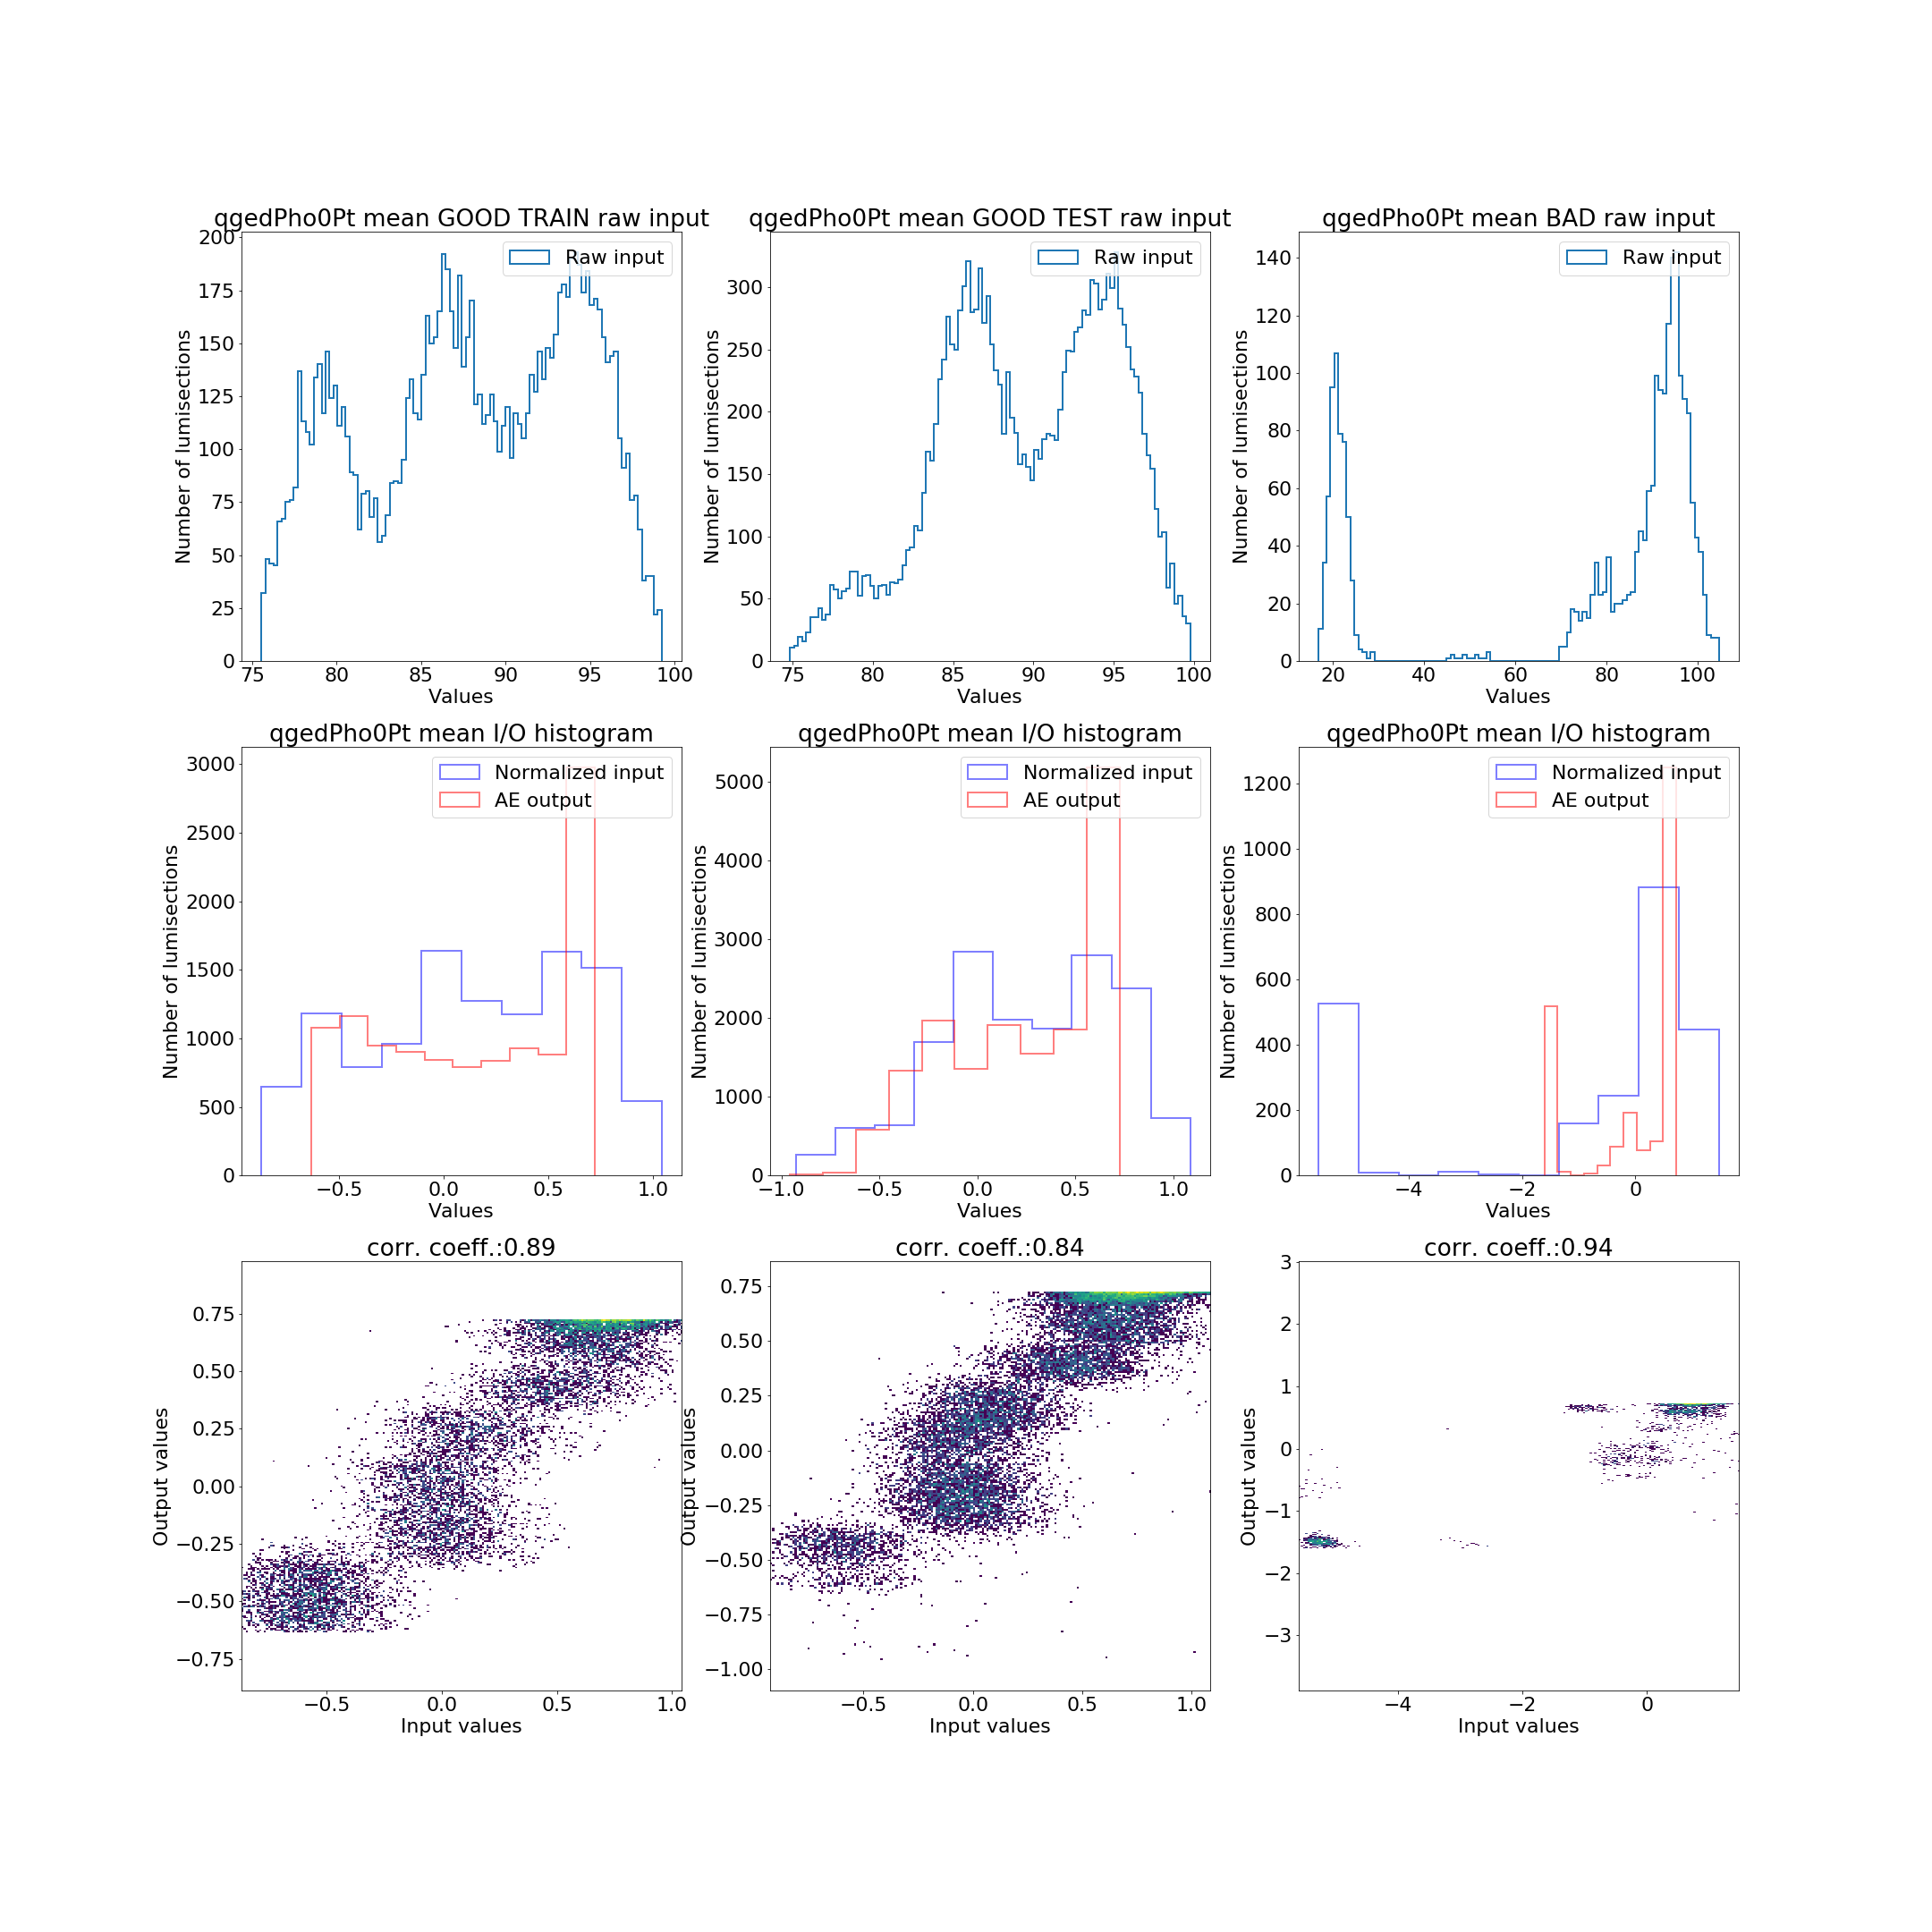 qgedPho0Pt mean GOOD TRAIN raw input
qgedPho0Pt mean GOOD TEST raw input
qgedPho0Pt mean BAD raw input
Raw input
Raw input
Raw input
Number of lumisections
Number of lumisections
Number of lumisections
0 25 50 75 100 125 150 175 200
0 50 100 150 200 250 300
0 20 40 60 80 100 120 140
75 80 85 90 95 100
75 80 85 90 95 100
20 40 60 80 100
Values
Values
Values
qgedPho0Pt mean I/O histogram
qgedPho0Pt mean I/O histogram
qgedPho0Pt mean I/O histogram
Normalized input
AE output
Normalized input
AE output
Normalized input
AE output
Number of lumisections
Number of lumisections
Number of lumisections
0 500 1000 1500 2000 2500 3000
0 1000 2000 3000 4000 5000
0 200 400 600 800 1000 1200
−0.5 0.0 0.5 1.0
−1.0 −0.5 0.0 0.5 1.0
−4 −2 0
Values
Values
Values
corr. coeff.:0.89
corr. coeff.:0.84
corr. coeff.:0.94
Output values
Output values
Output values
−0.75 −0.50 −0.25 0.00 0.25 0.50 0.75
−1.00 −0.75 −0.50 −0.25 0.00 0.25 0.50 0.75
−3 −2 −1 0 1 2 3
−0.5 0.0 0.5 1.0
−0.5 0.0 0.5 1.0
−4 −2 0
Input values
Input values
Input values